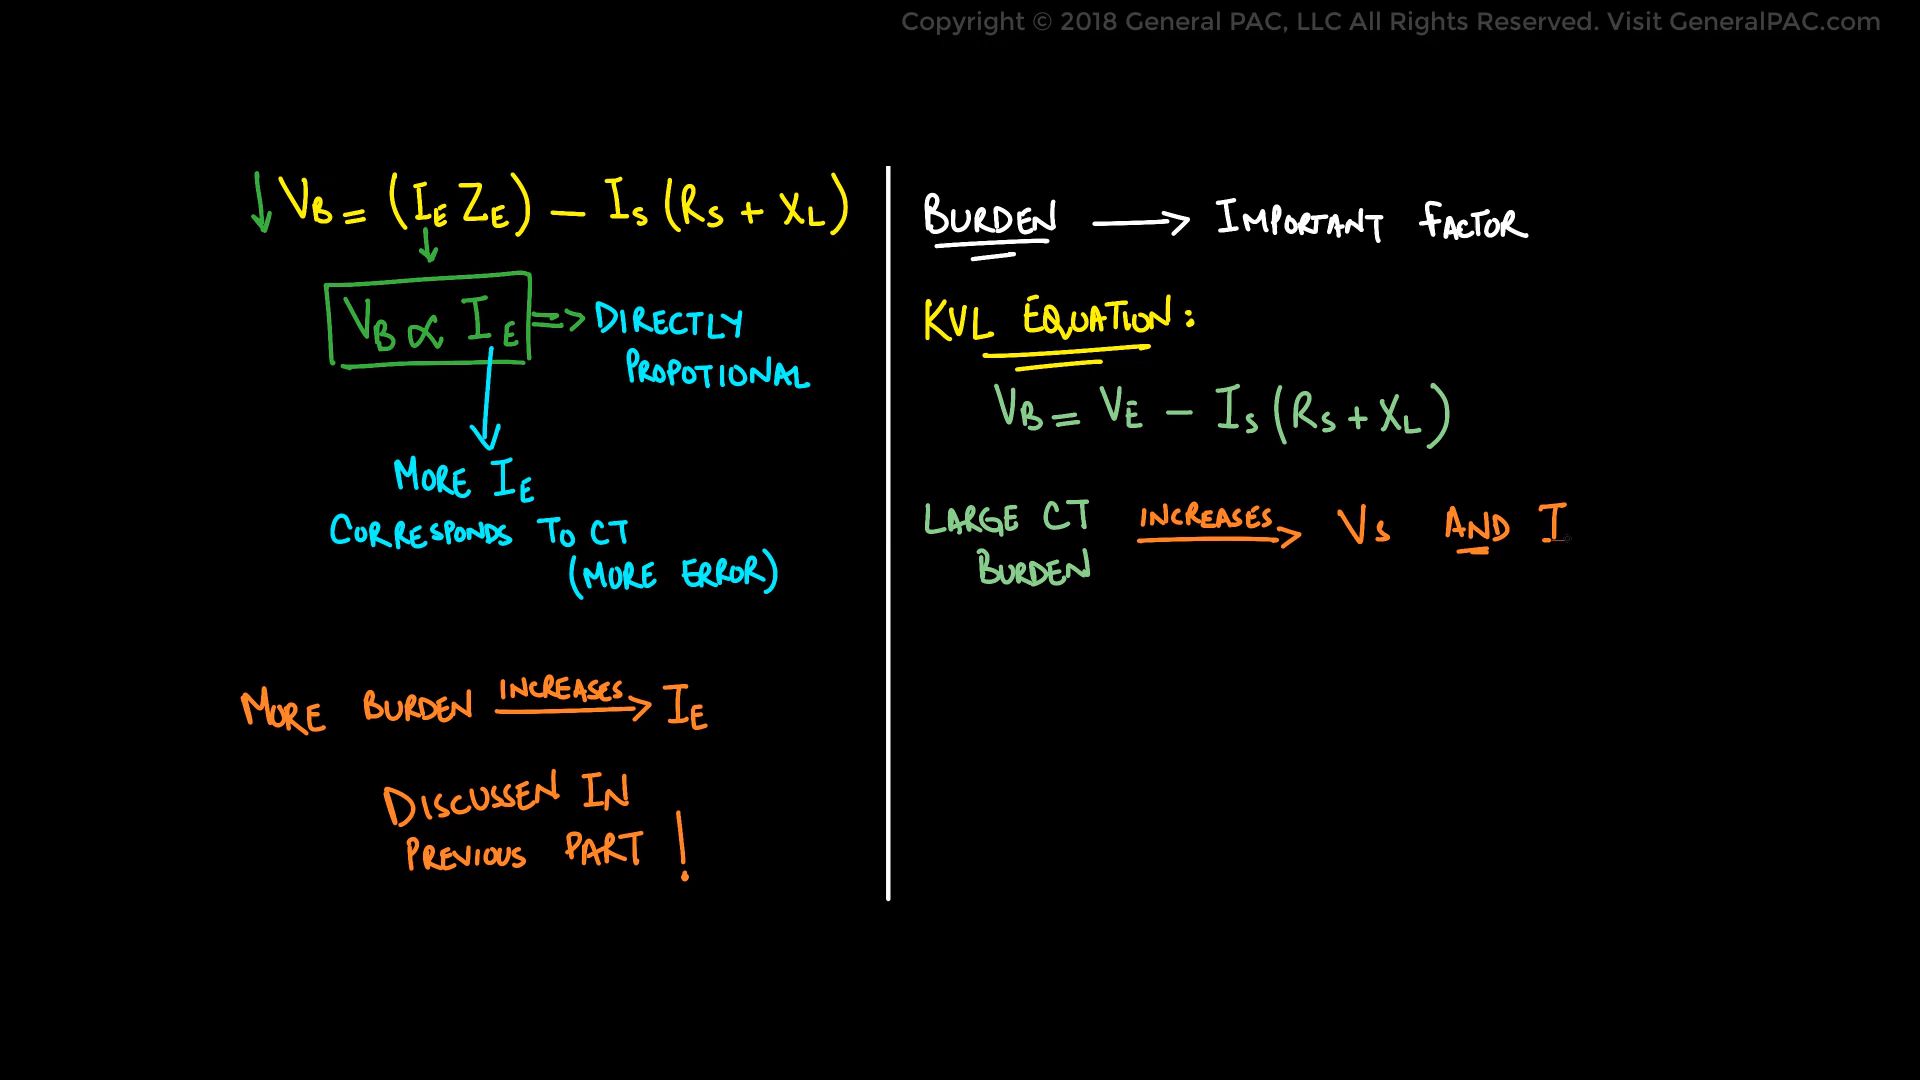 Copyright © 2018 General PAC, LLC All Rights Reserved. Visit GeneralPAC.com
↓ VB = (IE ZE) — IS (RS + XL)
↓
VB ∝ IE => DIRECTLY
PROPOTIONAL
MORE IE
CORRESPONDS TO CT
(MORE ERROR)
MORE BURDEN INCREASES → IE
DISCUSSEN IN
PREVIOUS PART !
BURDEN → IMPORTANT FACTOR
KVL EQUATION:
VB = VE - IS (RS + XL)
LARGE CT INCREASES → VS AND I
BURDEN